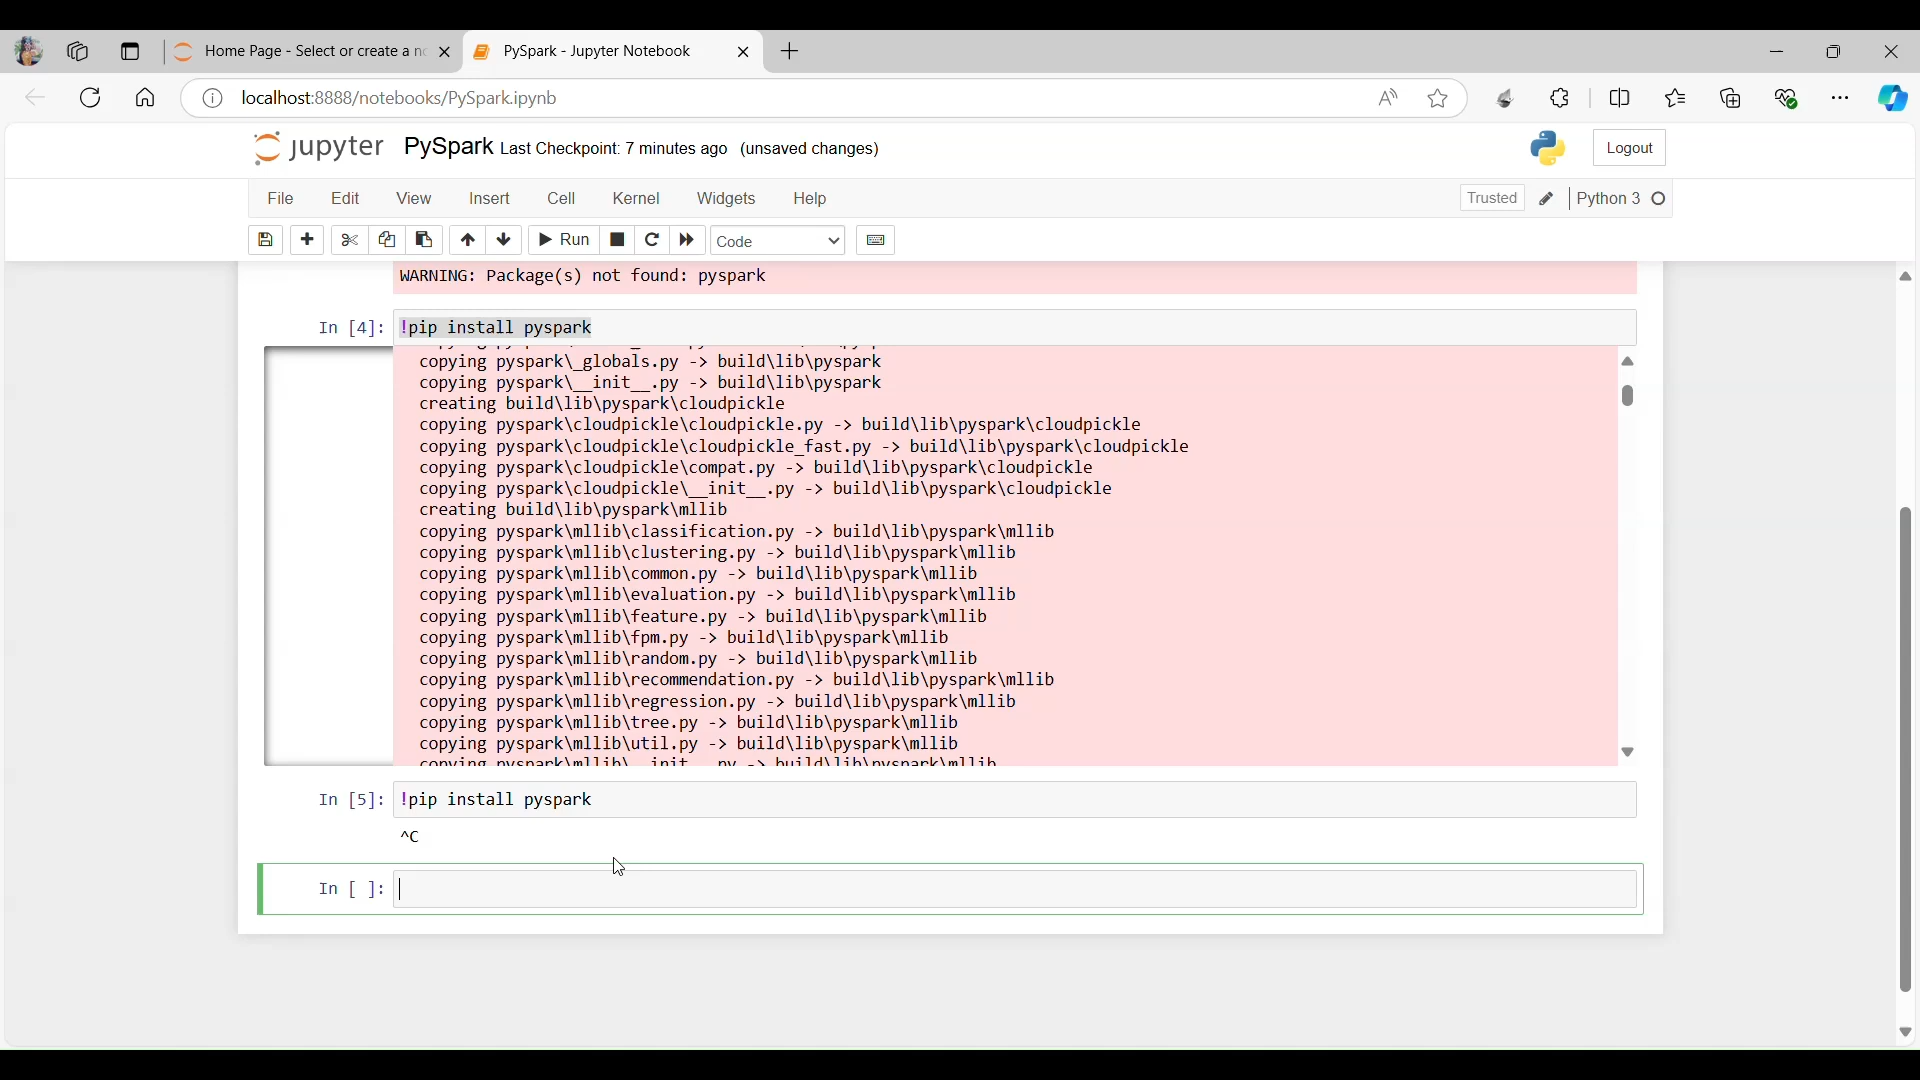 Home Page - Select or create a n
PySpark - Jupyter Notebook
localhost:8888/notebooks/PySpark.ipynb
jupyter PySpark Last Checkpoint: 7 minutes ago (unsaved changes)
Logout
File Edit View Insert Cell Kernel Widgets Help
Trusted Python 3
Run Code
WARNING: Package(s) not found: pyspark
In [4]: !pip install pyspark
copying pyspark\_globals.py -> build\lib\pyspark
copying pyspark\__init__.py -> build\lib\pyspark
creating build\lib\pyspark\cloudpickle
copying pyspark\cloudpickle\cloudpickle.py -> build\lib\pyspark\cloudpickle
copying pyspark\cloudpickle\cloudpickle_fast.py -> build\lib\pyspark\cloudpickle
copying pyspark\cloudpickle\compat.py -> build\lib\pyspark\cloudpickle
copying pyspark\cloudpickle\__init__.py -> build\lib\pyspark\cloudpickle
creating build\lib\pyspark\mllib
copying pyspark\mllib\classification.py -> build\lib\pyspark\mllib
copying pyspark\mllib\clustering.py -> build\lib\pyspark\mllib
copying pyspark\mllib\common.py -> build\lib\pyspark\mllib
copying pyspark\mllib\evaluation.py -> build\lib\pyspark\mllib
copying pyspark\mllib\feature.py -> build\lib\pyspark\mllib
copying pyspark\mllib\fpm.py -> build\lib\pyspark\mllib
copying pyspark\mllib\random.py -> build\lib\pyspark\mllib
copying pyspark\mllib\recommendation.py -> build\lib\pyspark\mllib
copying pyspark\mllib\regression.py -> build\lib\pyspark\mllib
copying pyspark\mllib\tree.py -> build\lib\pyspark\mllib
copying pyspark\mllib\util.py -> build\lib\pyspark\mllib
copying pyspark\mllib\__init__.py -> build\lib\pyspark\mllib
In [5]: !pip install pyspark
^C
In [ ]: